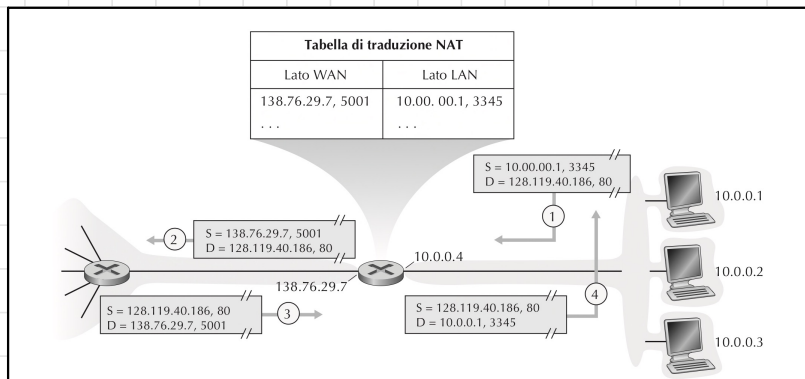 Tabella di traduzione NAT
Lato WAN
Lato LAN
138.76.29.7, 5001
10.00. 00.1, 3345
. . .
. . .
S = 10.00.00.1, 3345
D = 128.119.40.186, 80
1
10.0.0.1
S = 138.76.29.7, 5001
D = 128.119.40.186, 80
2
10.0.0.4
138.76.29.7
10.0.0.2
S = 128.119.40.186, 80
D = 138.76.29.7, 5001
3
S = 128.119.40.186, 80
D = 10.0.0.1, 3345
4
10.0.0.3